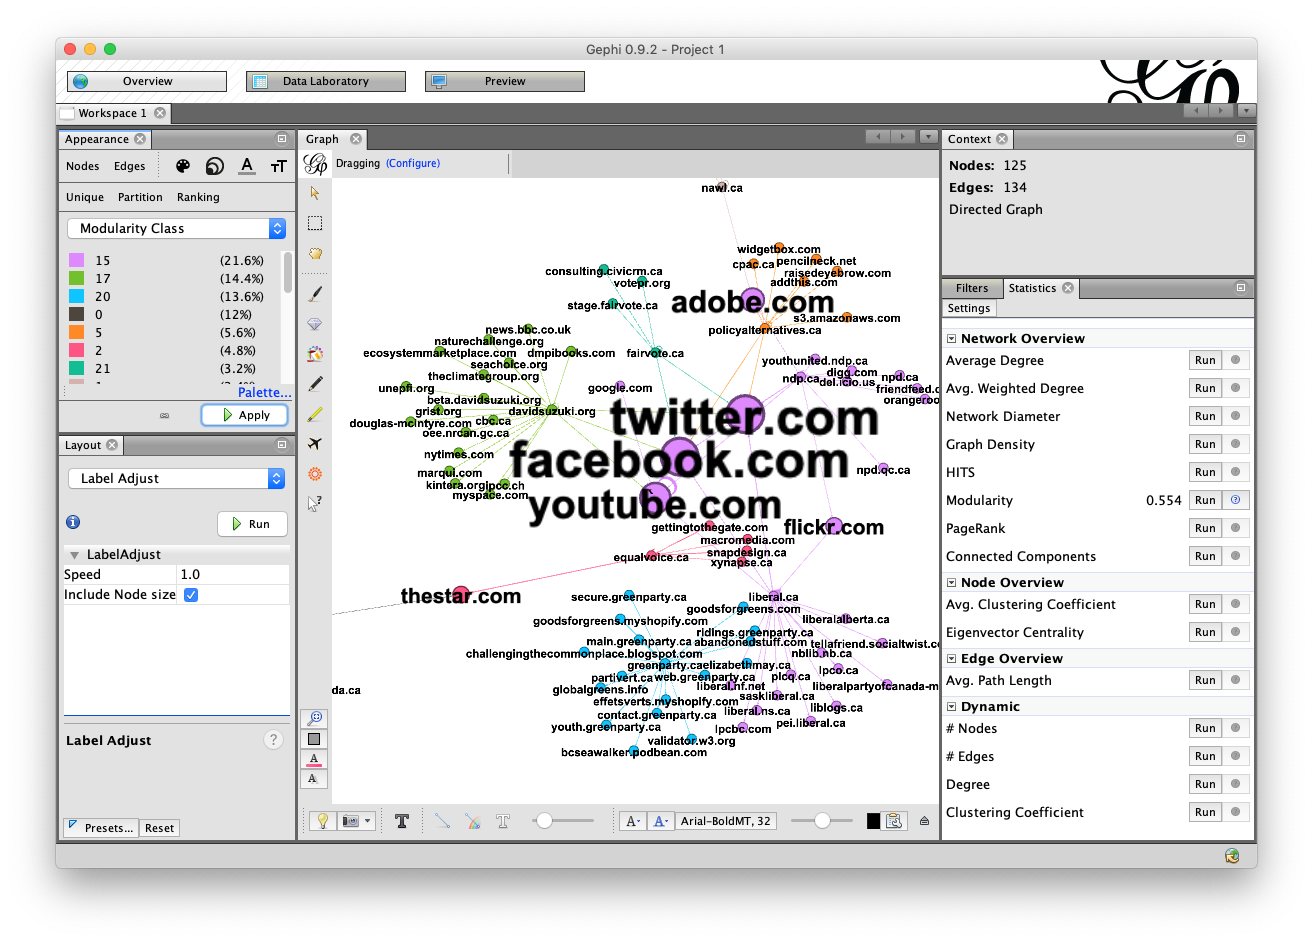 Gephi 0.9.2 - Project 1
Overview
Data Laboratory
Preview
Workspace 1
Appearance
Nodes
Edges
Unique
Partition
Ranking
Modularity Class
15 (21.6%)
17 (14.4%)
20 (13.6%)
0 (12%)
5 (5.6%)
2 (4.8%)
21 (3.2%)
Palette...
Apply
Layout
Label Adjust
Run
LabelAdjust
Speed 1.0
Include Node size
Label Adjust
Presets...
Reset
Graph
Dragging (Configure)
nawl.ca
widgetbox.com
cpac.ca
pencilneck.net
raisedeyebrow.com
addthis.com
consulting.civicrm.ca
votepr.org
stage.fairvote.ca
adobe.com
s3.amazonaws.com
policyalternatives.ca
news.bbc.co.uk
naturechallenge.org
ecosystemmarketplace.com
dmpibooks.com
fairvote.ca
seachoice.org
theclimategroup.org
youthunited.ndp.ca
digg.com
ndp.ca
del.icio.us
npd.ca
friendfeed.c
unepfi.org
google.com
beta.davidsuzuki.org
grist.org
davidsuzuki.org
douglas-mcintyre.com
cbc.ca
oee.nrcan.gc.ca
twitter.com
facebook.com
youtube.com
nytimes.com
marqui.com
kintera.org
ipcc.ch
myspace.com
npd.qc.ca
flickr.com
gettingtothegate.com
macromedia.com
snapdesign.ca
equalvoice.ca
xynapse.ca
thestar.com
secure.greenparty.ca
liberal.ca
goodsforgreens.com
goodsforgreens.myshopify.com
liberalalberta.ca
ridings.greenparty.ca
main.greenparty.ca
abandonedstuff.com
tellafriend.socialtwist.c
challengingthecommonplace.blogspot.com
nblib.nb.ca
greenparty.ca
elizabethmay.ca
lpco.ca
partivert.ca
web.greenparty.ca
plcq.ca
globalgreens.info
liberal.nf.net
liberalpartyofcanada-m
da.ca
saskliberal.ca
effetsverts.myshopify.com
liblogs.ca
contact.greenparty.ca
liberal.ns.ca
youth.greenparty.ca
lpcbc.com
pei.liberal.ca
validator.w3.org
bcseawalker.podbean.com
Arial-BoldMT, 32
Context
Nodes: 125
Edges: 134
Directed Graph
Filters
Statistics
Settings
Network Overview
Average Degree Run
Avg. Weighted Degree Run
Network Diameter Run
Graph Density Run
HITS Run
Modularity 0.554 Run
PageRank Run
Connected Components Run
Node Overview
Avg. Clustering Coefficient Run
Eigenvector Centrality Run
Edge Overview
Avg. Path Length Run
Dynamic
# Nodes Run
# Edges Run
Degree Run
Clustering Coefficient Run